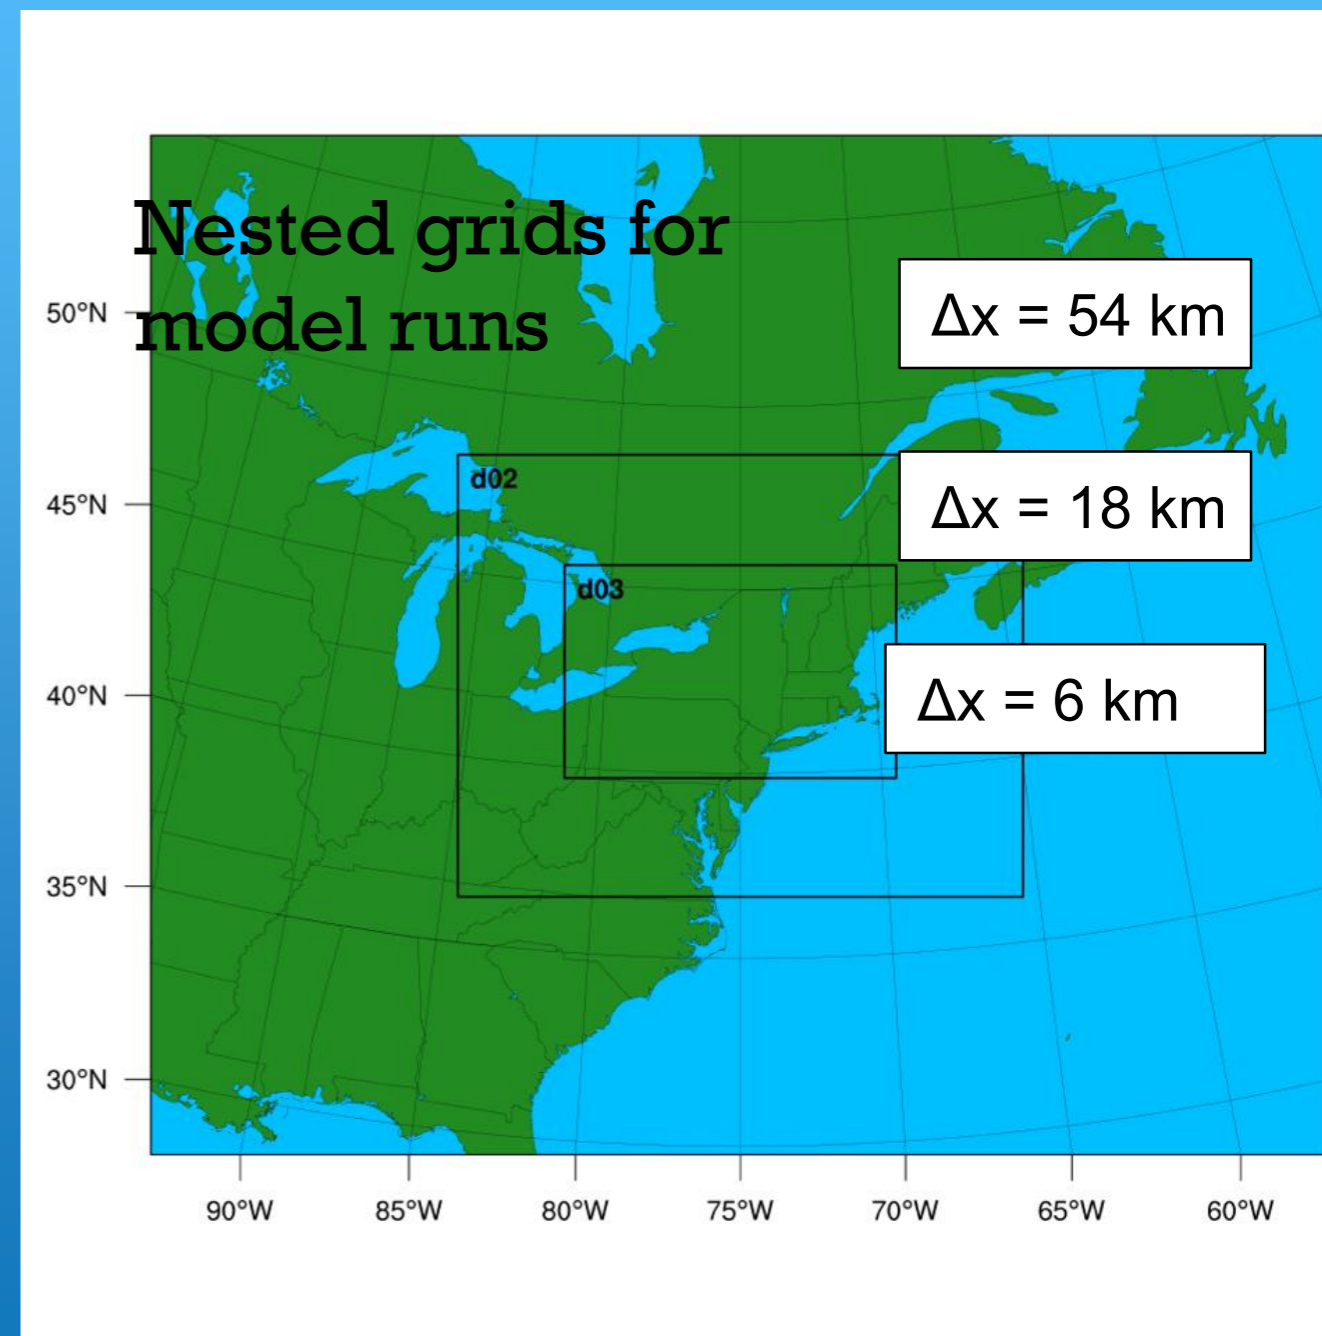 Nested grids for
model runs
Δx = 54 km
Δx = 18 km
Δx = 6 km
d02
d03
50°N
45°N
40°N
35°N
30°N
90°W
85°W
80°W
75°W
70°W
65°W
60°W